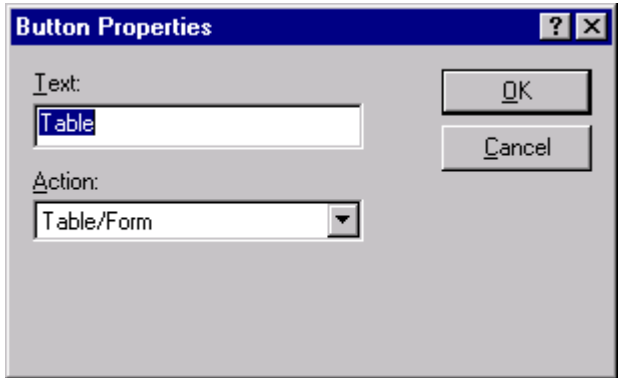 Button Properties
Text:
Table
OK
Cancel
Action:
Table/Form